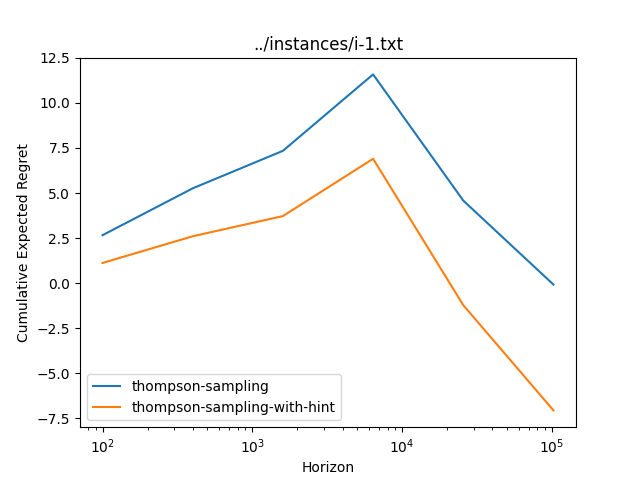 ../instances/i-1.txt
12.5
10.0
7.5
5.0
2.5
0.0
−2.5
−5.0
−7.5
Cumulative Expected Regret
thompson-sampling
thompson-sampling-with-hint
10² 10³ 10⁴ 10⁵
Horizon